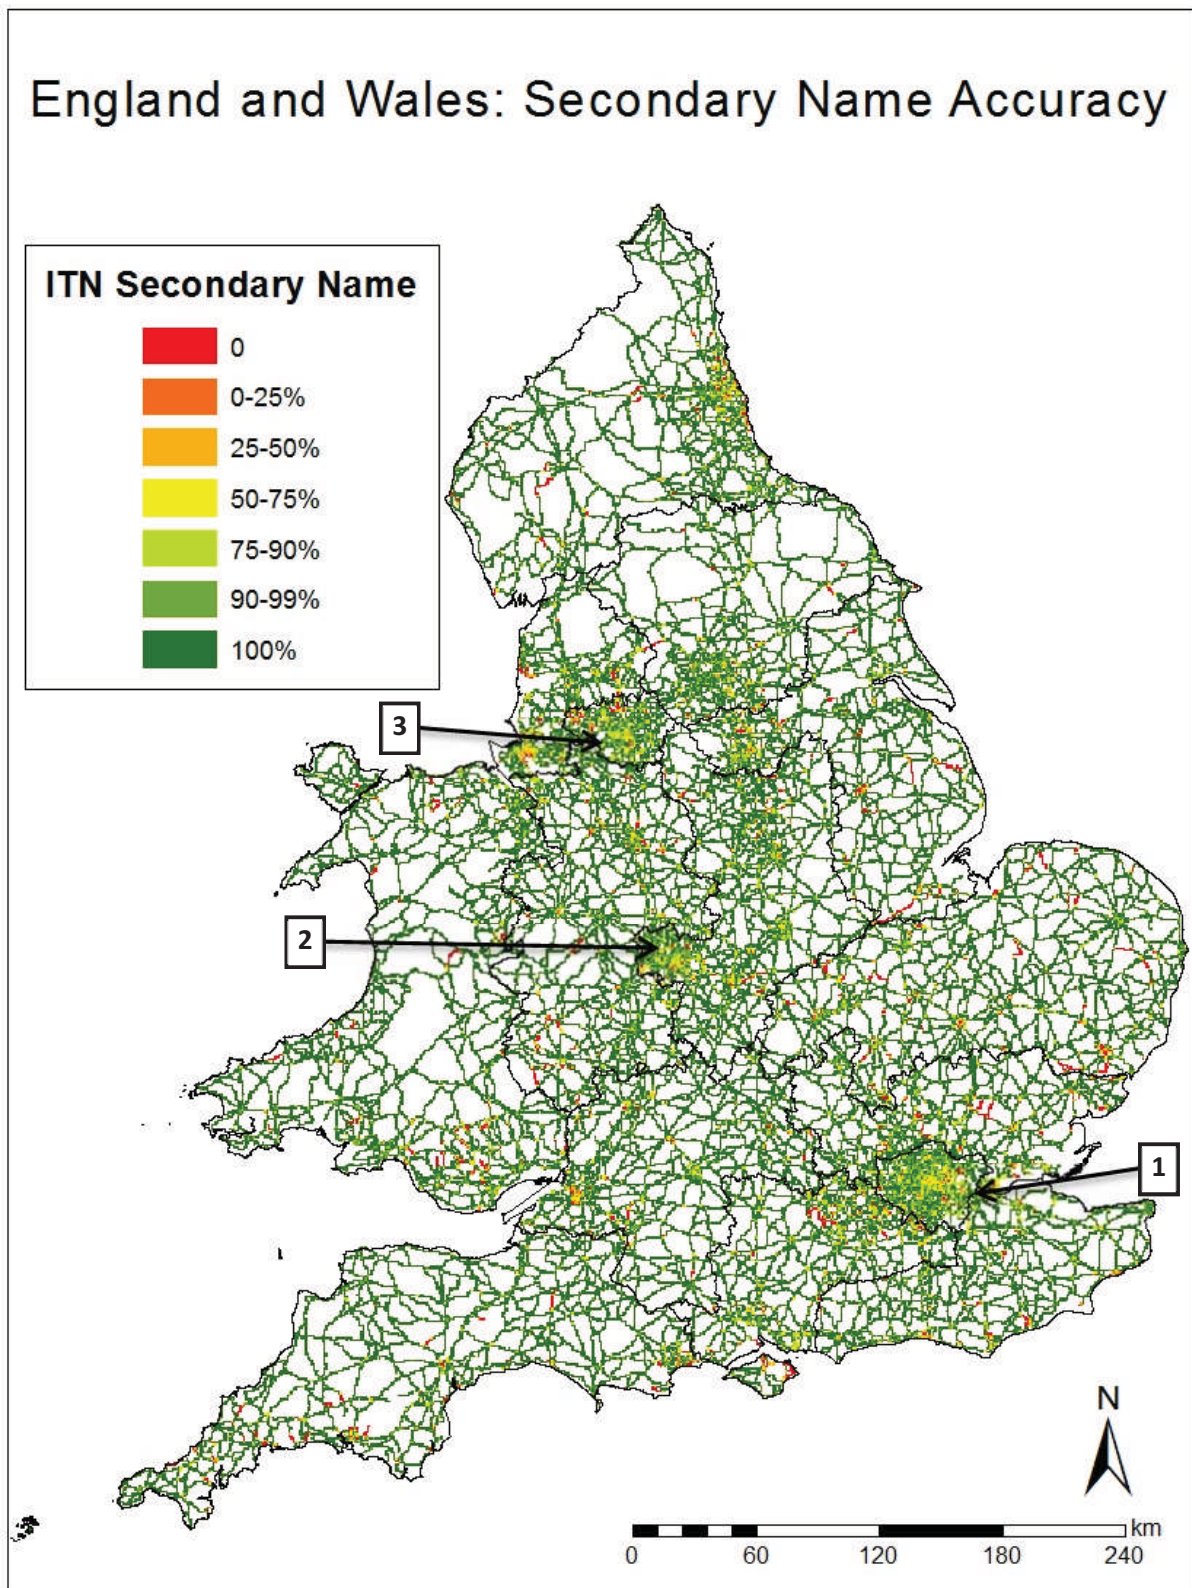 England and Wales: Secondary Name Accuracy
ITN Secondary Name
0
0-25%
25-50%
50-75%
75-90%
90-99%
100%
3
2
1
N
km
0 60 120 180 240